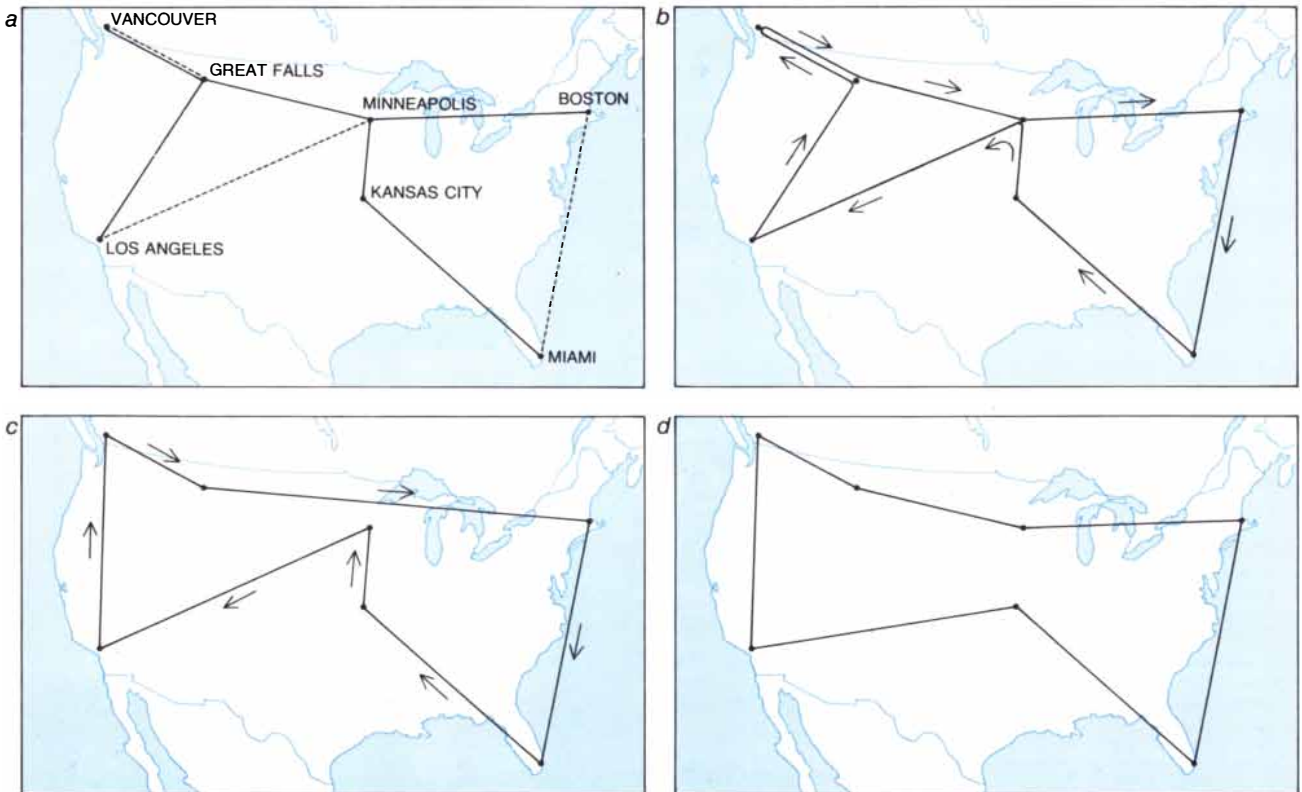 a
VANCOUVER
GREAT FALLS
MINNEAPOLIS
BOSTON
KANSAS CITY
LOS ANGELES
MIAMI
b
c
d